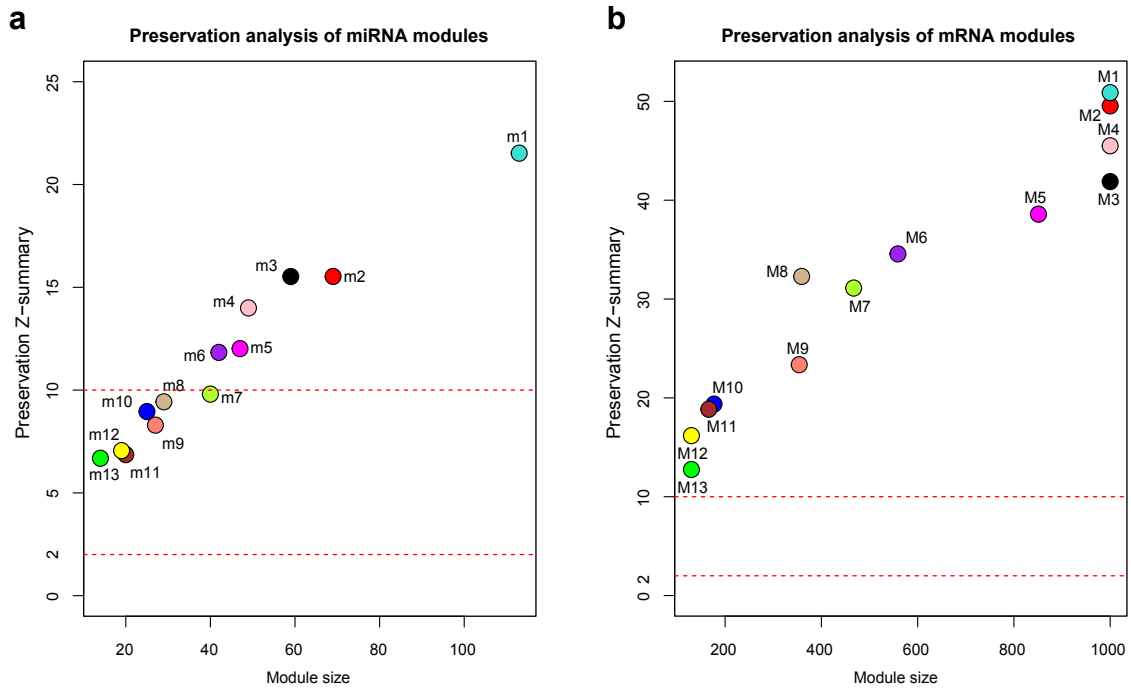 a
Preservation analysis of miRNA modules
Preservation Z−summary
25
20
15
10
5
2
0
m1
m3
m2
m4
m6
m5
m8
m7
m10
m9
m12
m11
m13
20
40
60
80
100
Module size
b
Preservation analysis of mRNA modules
Preservation Z−summary
50
40
30
20
10
2
0
M1
M2
M4
M3
M5
M6
M8
M7
M9
M10
M11
M12
M13
200
400
600
800
1000
Module size